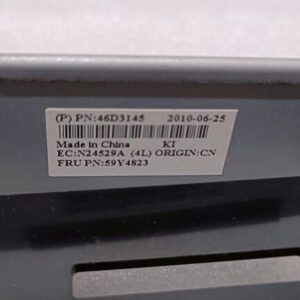 (P) PN:46D3145 2010-06-25
Made in China KI
EC:N24529A (4L) ORIGIN:CN
FRU PN:59Y4823